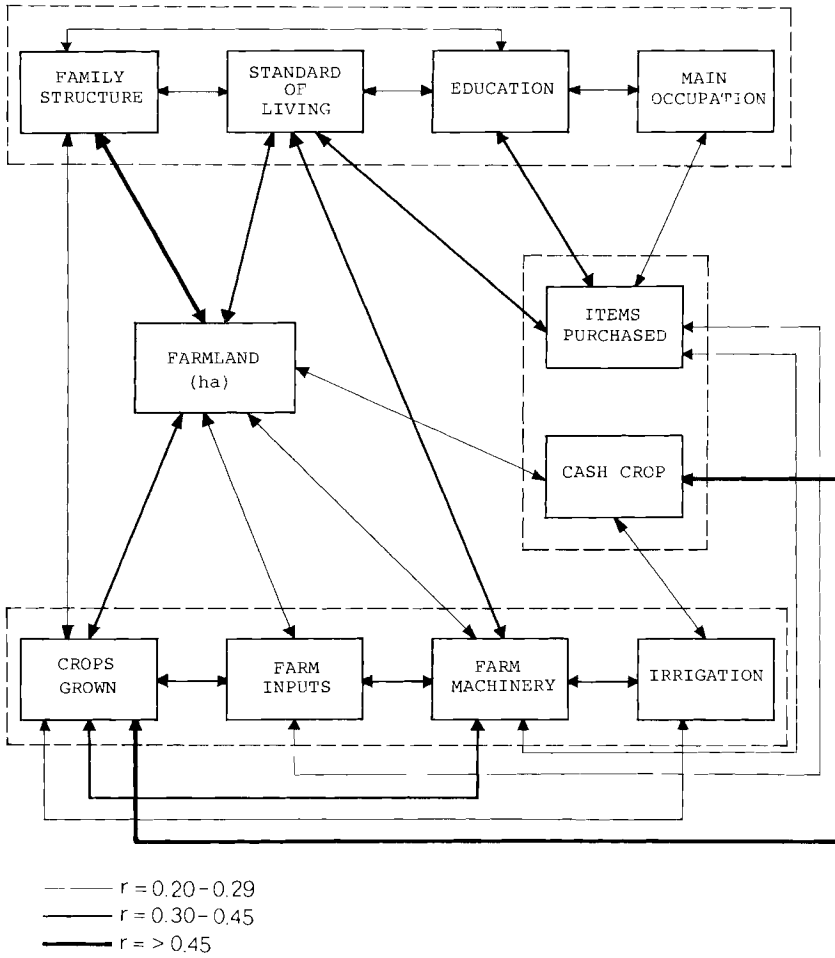 FAMILY
STRUCTURE
STANDARD
OF
LIVING
EDUCATION
MAIN
OCCUPATION
ITEMS
PURCHASED
FARMLAND
(ha)
CASH CROP
CROPS
GROWN
FARM
INPUTS
FARM
MACHINERY
IRRIGATION
r = 0.20-0.29
r = 0.30-0.45
r = > 0.45